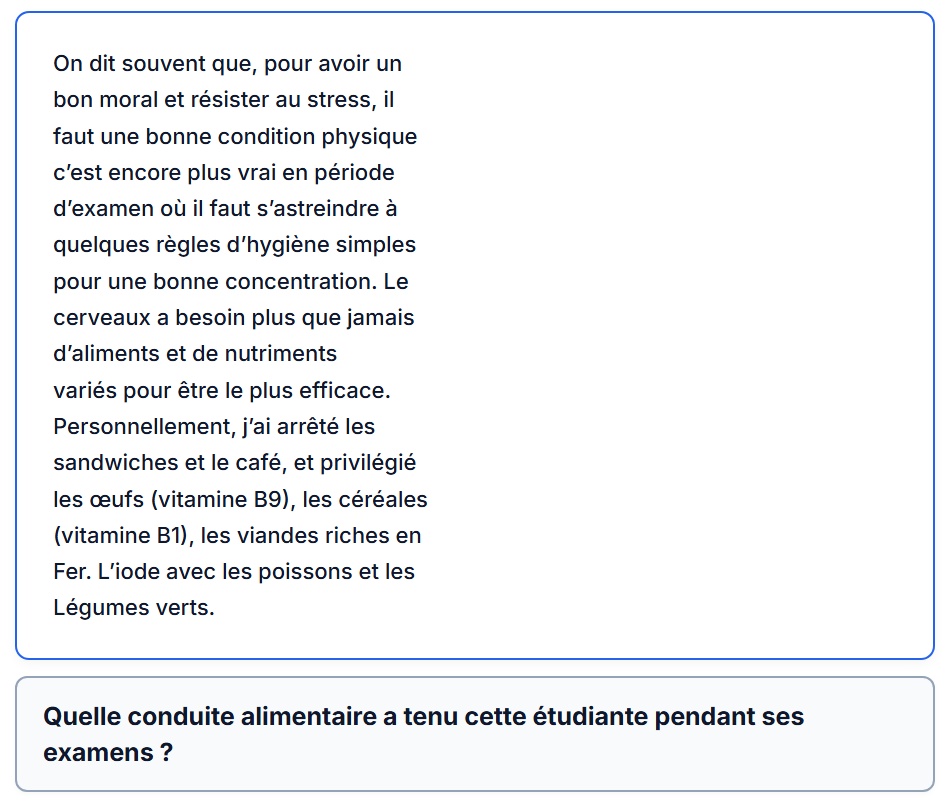 On dit souvent que, pour avoir un
bon moral et résister au stress, il
faut une bonne condition physique
c’est encore plus vrai en période
d’examen où il faut s’astreindre à
quelques règles d’hygiène simples
pour une bonne concentration. Le
cerveaux a besoin plus que jamais
d’aliments et de nutriments
variés pour être le plus efficace.
Personnellement, j’ai arrêté les
sandwiches et le café, et privilégié
les œufs (vitamine B9), les céréales
(vitamine B1), les viandes riches en
Fer. L’iode avec les poissons et les
Légumes verts.
Quelle conduite alimentaire a tenu cette étudiante pendant ses
examens ?